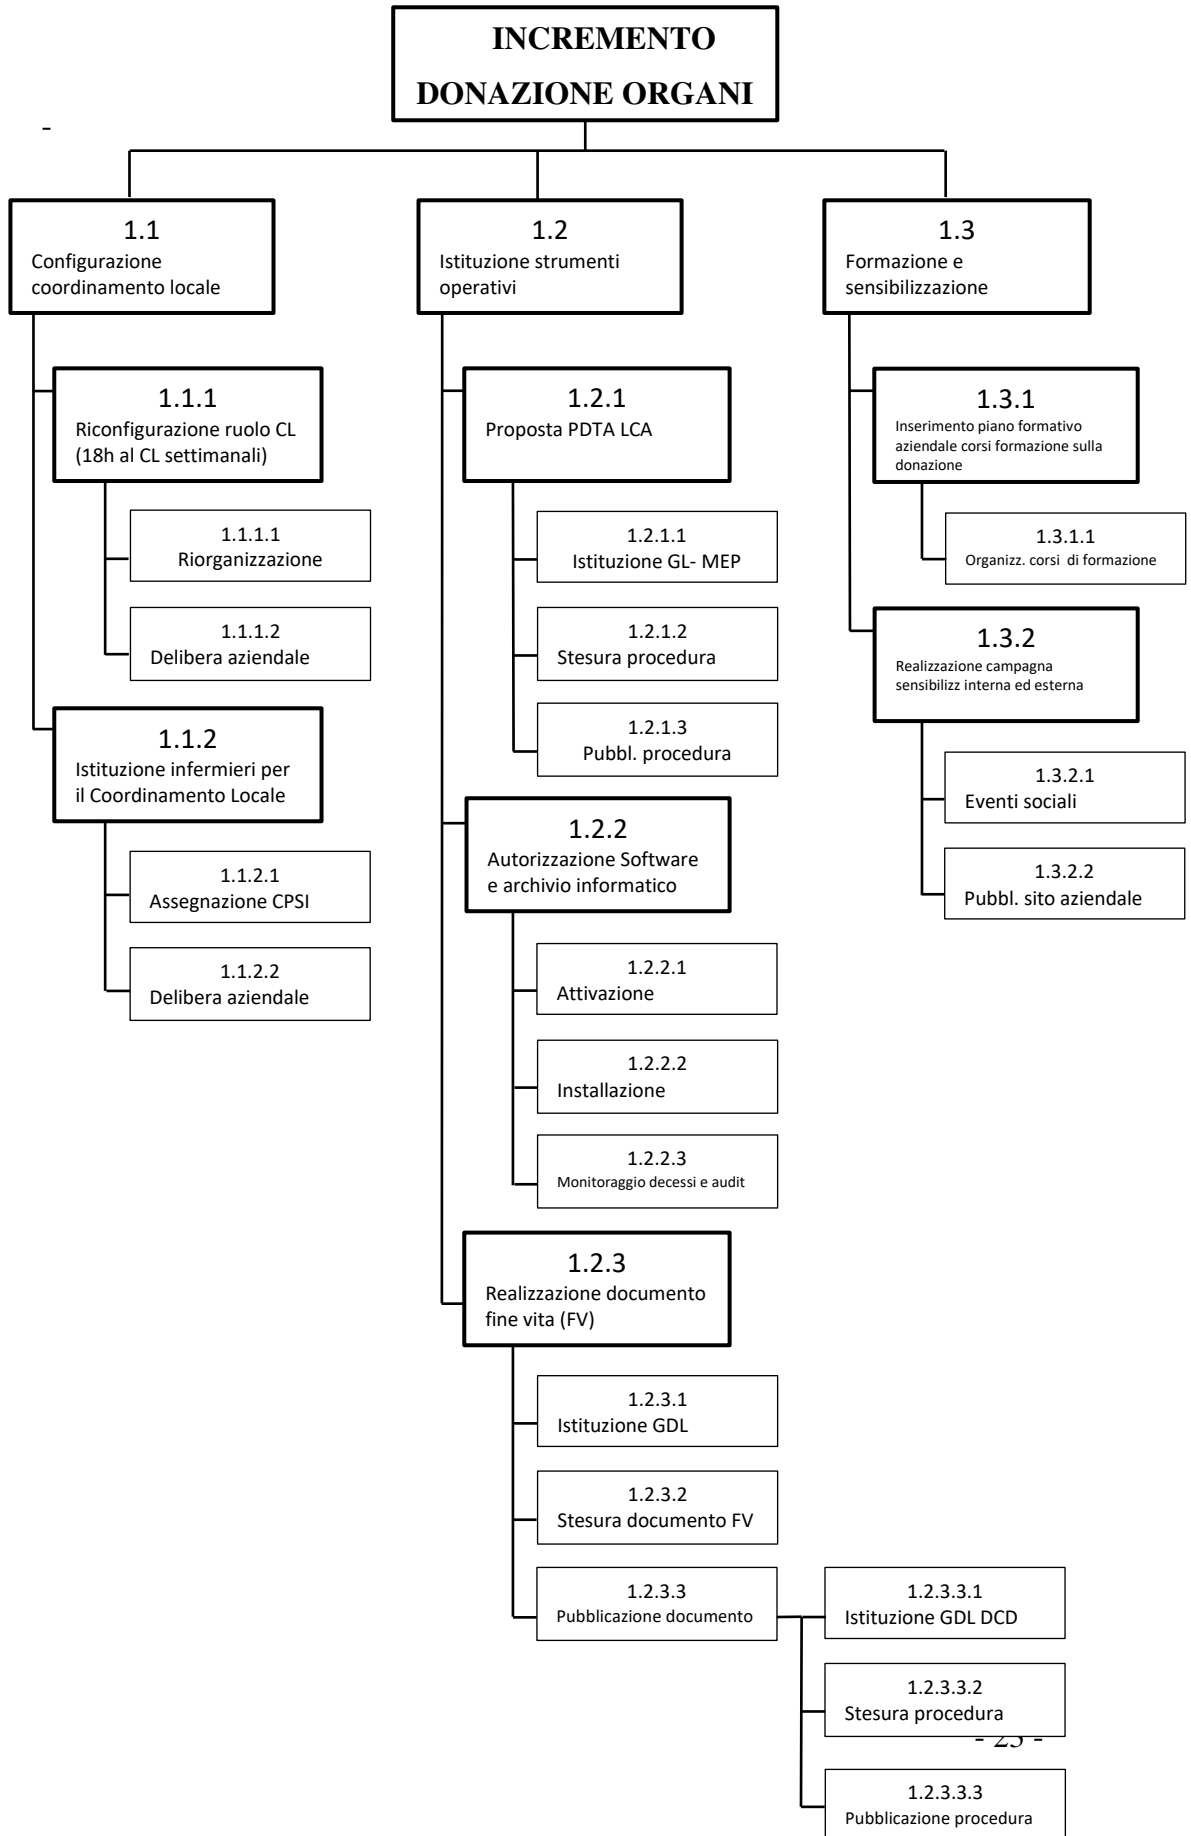 INCREMENTO
DONAZIONE ORGANI
-
1.1
Configurazione
coordinamento locale
1.1.1
Riconfigurazione ruolo CL
(18h al CL settimanali)
1.1.1.1
Riorganizzazione
1.1.1.2
Delibera aziendale
1.1.2
Istituzione infermieri per
il Coordinamento Locale
1.1.2.1
Assegnazione CPSI
1.1.2.2
Delibera aziendale
1.2
Istituzione strumenti
operativi
1.2.1
Proposta PDTA LCA
1.2.1.1
Istituzione GL- MEP
1.2.1.2
Stesura procedura
1.2.1.3
Pubbl. procedura
1.2.2
Autorizzazione Software
e archivio informatico
1.2.2.1
Attivazione
1.2.2.2
Installazione
1.2.2.3
Monitoraggio decessi e audit
1.2.3
Realizzazione documento
fine vita (FV)
1.2.3.1
Istituzione GDL
1.2.3.2
Stesura documento FV
1.2.3.3
Pubblicazione documento
1.2.3.3.1
Istituzione GDL DCD
1.2.3.3.2
Stesura procedura
1.2.3.3.3
Pubblicazione procedura
1.3
Formazione e
sensibilizzazione
1.3.1
Inserimento piano formativo
aziendale corsi formazione sulla
donazione
1.3.1.1
Organizz. corsi di formazione
1.3.2
Realizzazione campagna
sensibilizz interna ed esterna
1.3.2.1
Eventi sociali
1.3.2.2
Pubbl. sito aziendale